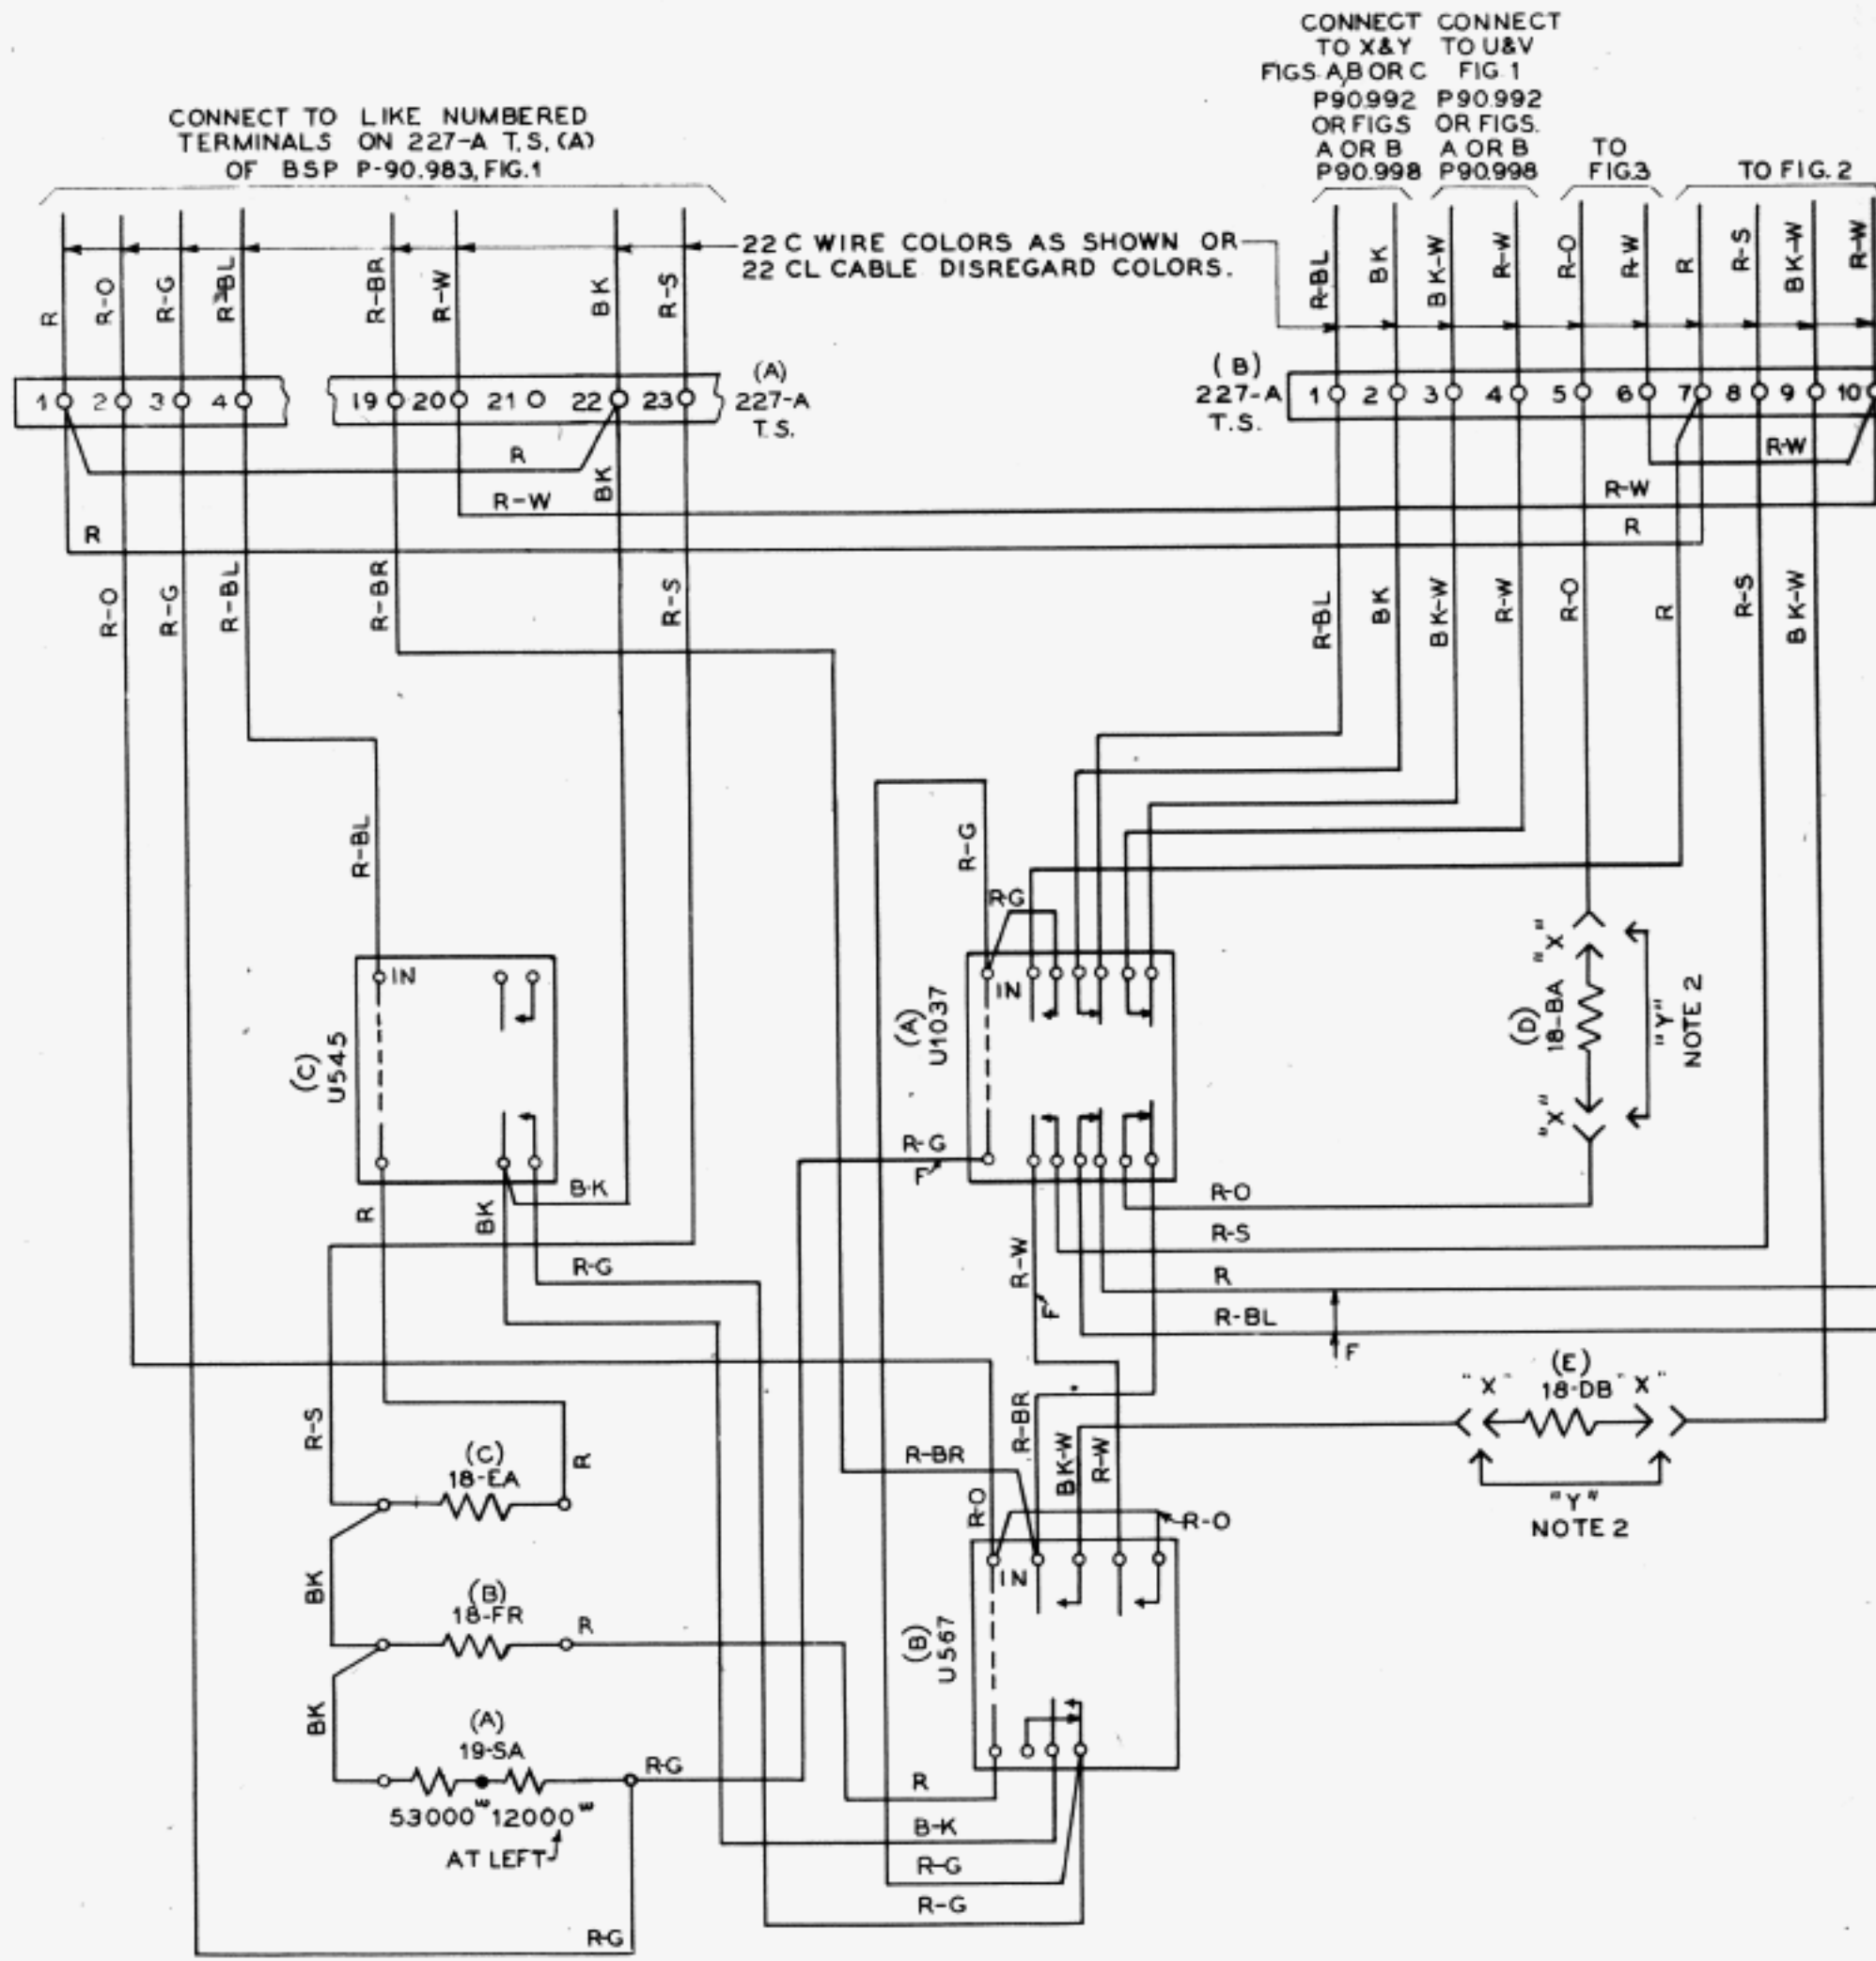 CONNECT TO LIKE NUMBERED
TERMINALS ON 227-A T.S. (A)
OF BSP P-90.983, FIG.1
CONNECT
TO X&Y
FIGS A,B OR C
P90.992
OR FIGS
A OR B
P90.998
CONNECT
TO U&V
FIG. 1
P90.992
OR FIGS.
A OR B
P90.998
TO
FIG.3
TO FIG. 2
22 C WIRE COLORS AS SHOWN OR
22 CL CABLE DISREGARD COLORS.
R
R-O
R-G
R-BL
R-BR
R-W
BK
R-S
R-BL
BK
BK-W
R-W
R-O
R-W
R
R-S
BK-W
R-W
1
2
3
4
19
20
21
22
23
(A)
227-A
T.S.
(B)
227-A
T.S.
1
2
3
4
5
6
7
8
9
10
R
R-W
BK
R-W
R-W
R
R
R-O
R-G
R-BL
R-BR
R-S
R-BL
BK
BK-W
R-W
R-O
R
R-S
BK-W
R-BL
R-G
R-G
IN
(C)
U545
IN
(A)
U1037
(D)
18-BA
"X"
"X"
"Y"
NOTE 2
R-G
F
R
BK
B-K
R-G
R-W
F
R-O
R-S
R
R-BL
F
R-S
(C)
18-EA
R
R-BR
R-BR
BK-W
R-W
R-O
R-O
"X"
(E)
18-DB
"X"
"Y"
NOTE 2
BK
(B)
18-FR
R
IN
(B)
U567
BK
(A)
19-SA
R-G
53000ʷ 12000ʷ
AT LEFT
R
B-K
R-G
R-G
R-G